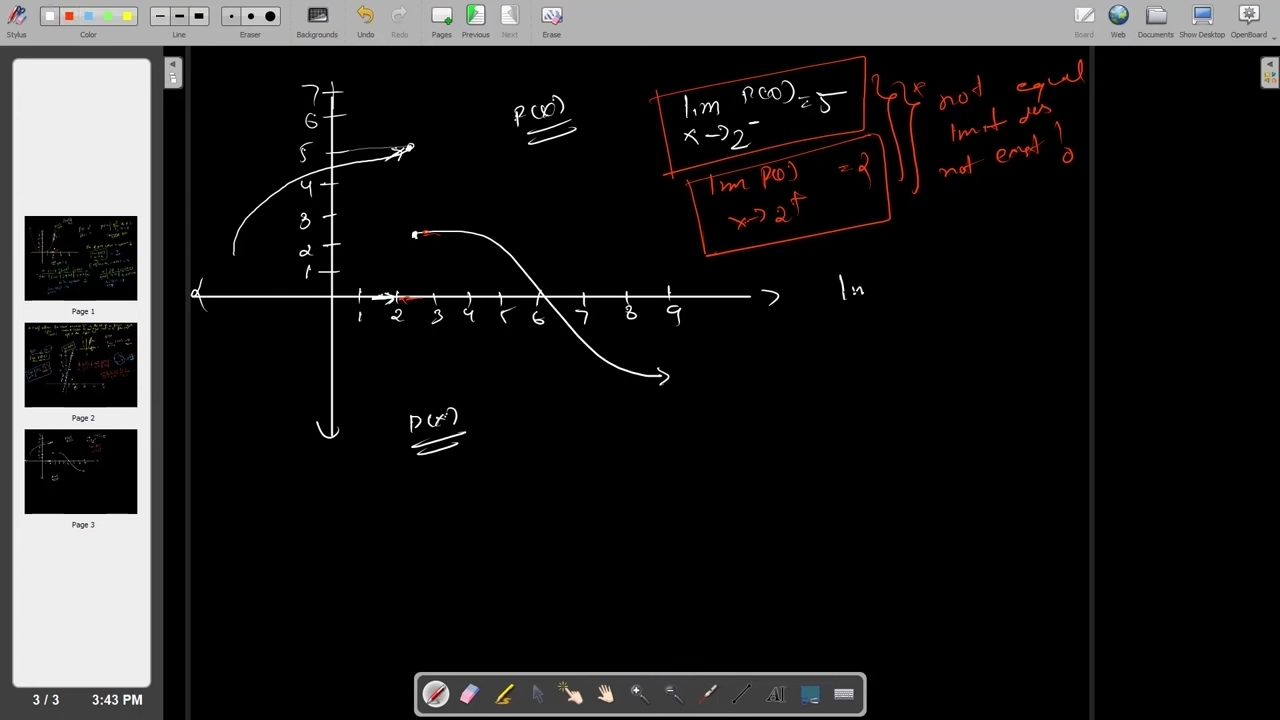 Stylus
Color
Line
Eraser
Backgrounds
Undo
Redo
Pages
Previous
Next
Erase
Board
Web
Documents
Show Desktop
OpenBoard
Page 1
Page 2
Page 3
3 / 3
3:43 PM
7
6
5
4
3
2
1
1 2 3 4 5 6 7 8 9
P(x)
lim P(x) = 5
x→2⁻
lim P(x) = 2
x→2⁺
not equal
limit
not
P(x)